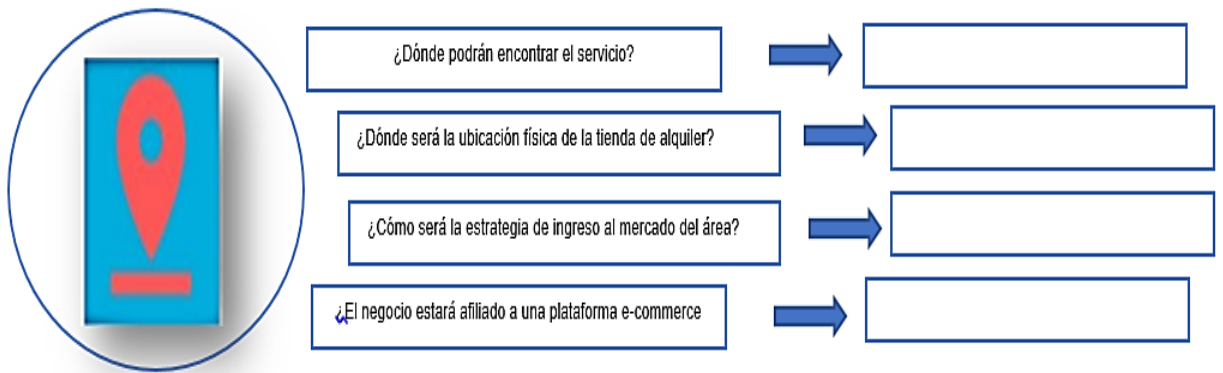 ¿Dónde podrán encontrar el servicio?
¿Dónde será la ubicación física de la tienda de alquiler?
¿Cómo será la estrategia de ingreso al mercado del área?
¿El negocio estará afiliado a una plataforma e-commerce